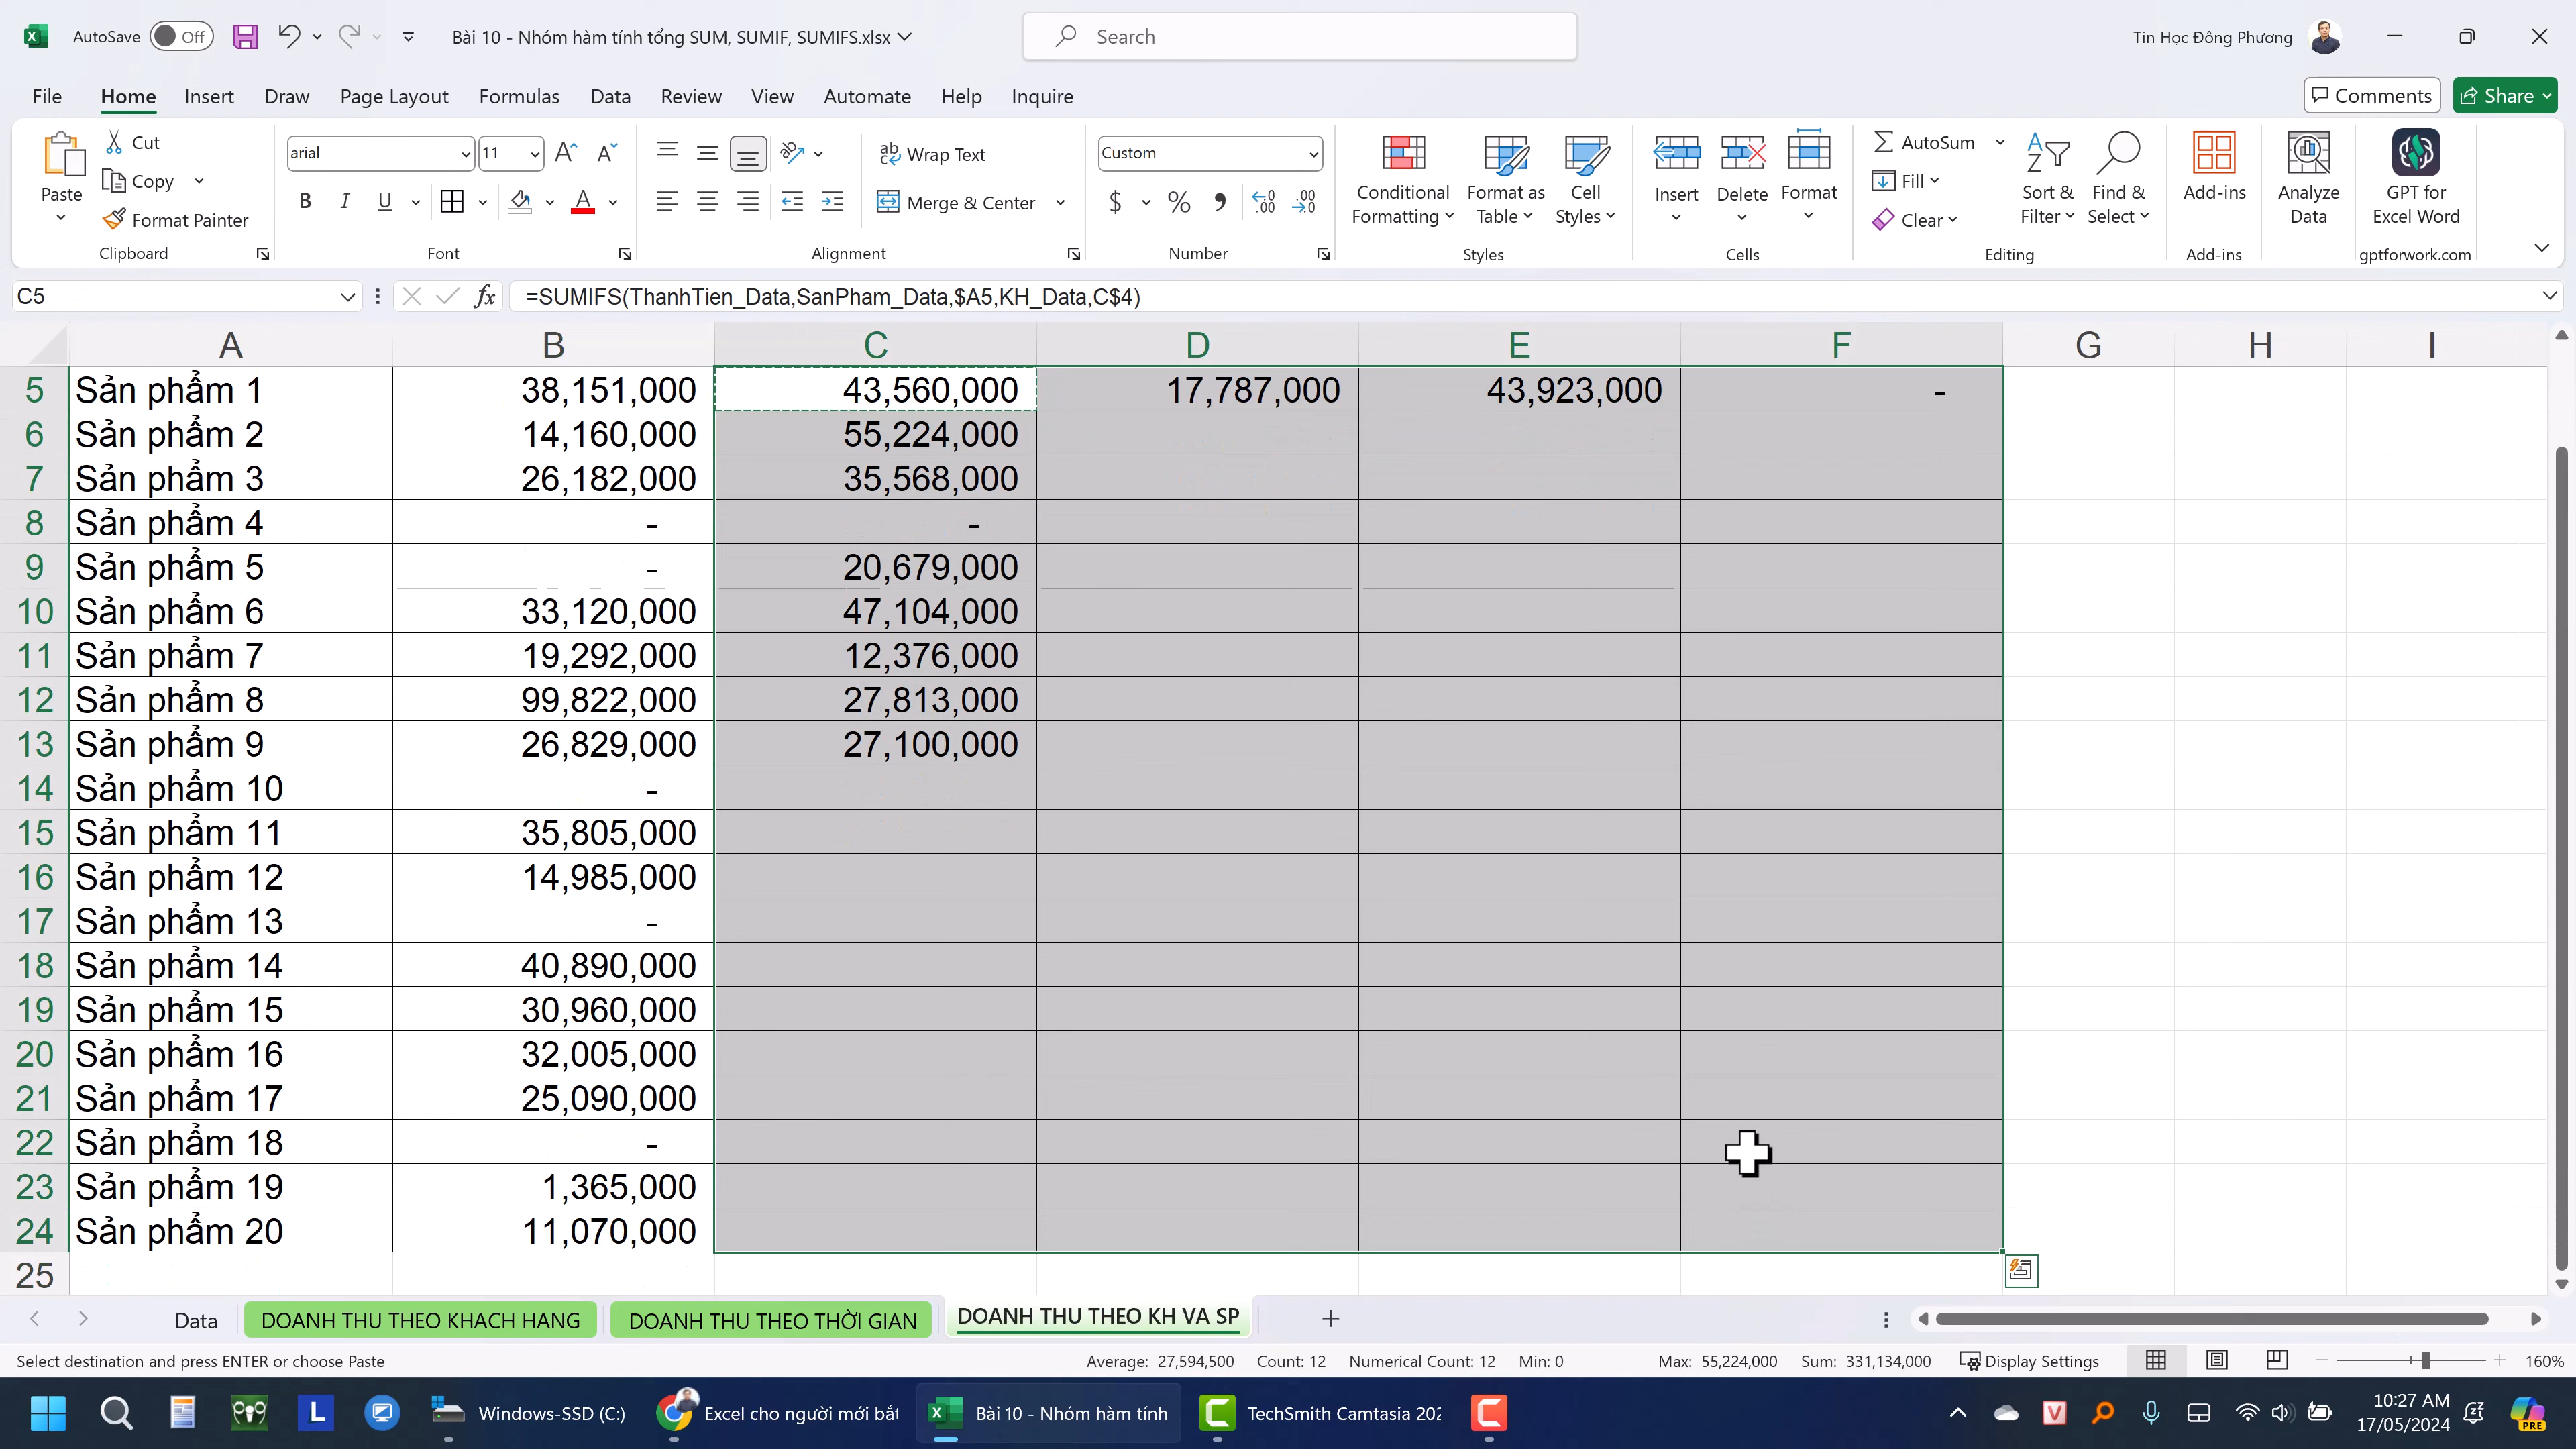 AutoSave Off Bài 10 - Nhóm hàm tính tổng SUM, SUMIF, SUMIFS.xlsx Search Tin Học Đông Phương
File Home Insert Draw Page Layout Formulas Data Review View Automate Help Inquire Comments Share
Paste Cut Copy Format Painter Clipboard
arial 11 B I U A Font
Wrap Text Merge & Center Alignment
Custom $ % Number
Conditional Formatting Format as Table Cell Styles Styles
Insert Delete Format Cells
AutoSum Fill Clear Sort & Filter Find & Select Editing
Add-ins Add-ins
Analyze Data
GPT for Excel Word gptforwork.com
C5 fx =SUMIFS(ThanhTien_Data,SanPham_Data,$A5,KH_Data,C$4)
A B C D E F G H I
5 Sản phẩm 1 38,151,000 43,560,000 17,787,000 43,923,000 -
6 Sản phẩm 2 14,160,000 55,224,000
7 Sản phẩm 3 26,182,000 35,568,000
8 Sản phẩm 4 - -
9 Sản phẩm 5 - 20,679,000
10 Sản phẩm 6 33,120,000 47,104,000
11 Sản phẩm 7 19,292,000 12,376,000
12 Sản phẩm 8 99,822,000 27,813,000
13 Sản phẩm 9 26,829,000 27,100,000
14 Sản phẩm 10 -
15 Sản phẩm 11 35,805,000
16 Sản phẩm 12 14,985,000
17 Sản phẩm 13 -
18 Sản phẩm 14 40,890,000
19 Sản phẩm 15 30,960,000
20 Sản phẩm 16 32,005,000
21 Sản phẩm 17 25,090,000
22 Sản phẩm 18 -
23 Sản phẩm 19 1,365,000
24 Sản phẩm 20 11,070,000
25
Data DOANH THU THEO KHACH HANG DOANH THU THEO THỜI GIAN DOANH THU THEO KH VA SP
Select destination and press ENTER or choose Paste Average: 27,594,500 Count: 12 Numerical Count: 12 Min: 0 Max: 55,224,000 Sum: 331,134,000 Display Settings 160%
Windows-SSD (C:) Excel cho người mới bắt Bài 10 - Nhóm hàm tính TechSmith Camtasia 202 10:27 AM
17/05/2024